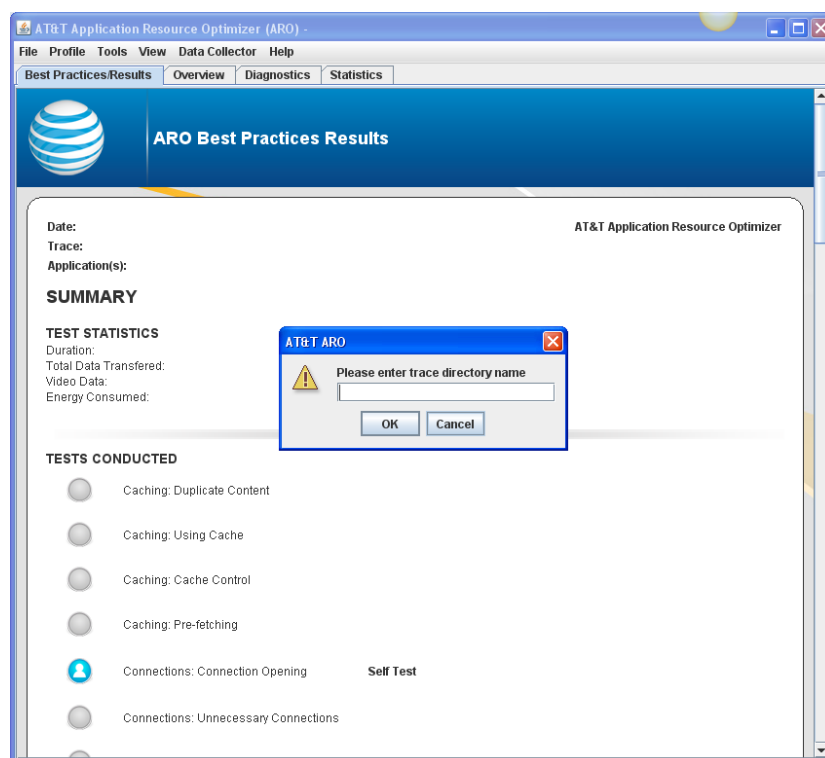 AT&T Application Resource Optimizer (ARO) -
File Profile Tools View Data Collector Help
Best Practices/Results Overview Diagnostics Statistics
ARO Best Practices Results
Date: AT&T Application Resource Optimizer
Trace:
Application(s):
SUMMARY
TEST STATISTICS
Duration:
Total Data Transfered:
Video Data:
Energy Consumed:
AT&T ARO
Please enter trace directory name
OK Cancel
TESTS CONDUCTED
Caching: Duplicate Content
Caching: Using Cache
Caching: Cache Control
Caching: Pre-fetching
Connections: Connection Opening Self Test
Connections: Unnecessary Connections